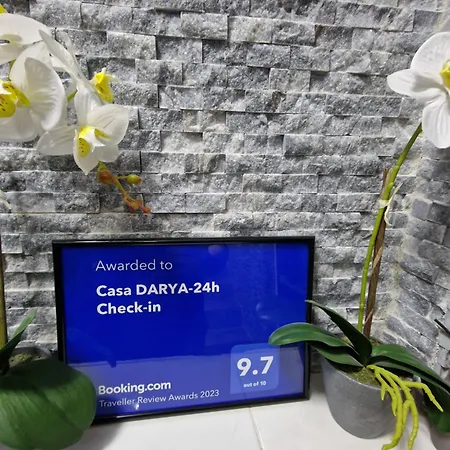 Awarded to
Casa DARYA-24h
Check-in
9.7
out of 10
Booking.com
Traveller Review Awards 2023